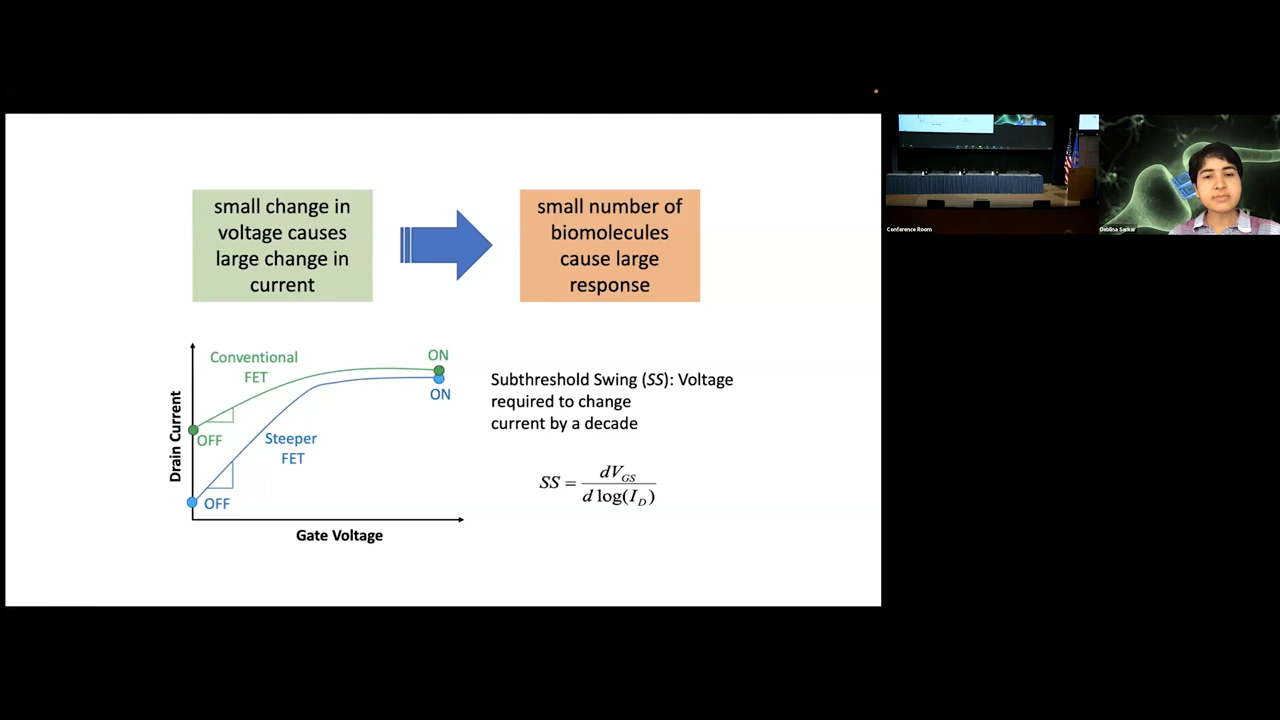 small change in
voltage causes
large change in
current
small number of
biomolecules
cause large
response
Conventional
FET
ON
ON
OFF
Steeper
FET
OFF
Drain Current
Gate Voltage
Subthreshold Swing (SS): Voltage
required to change
current by a decade
SS = dV_GS / d log(I_D)
Conference Room
Deblina Sarkar